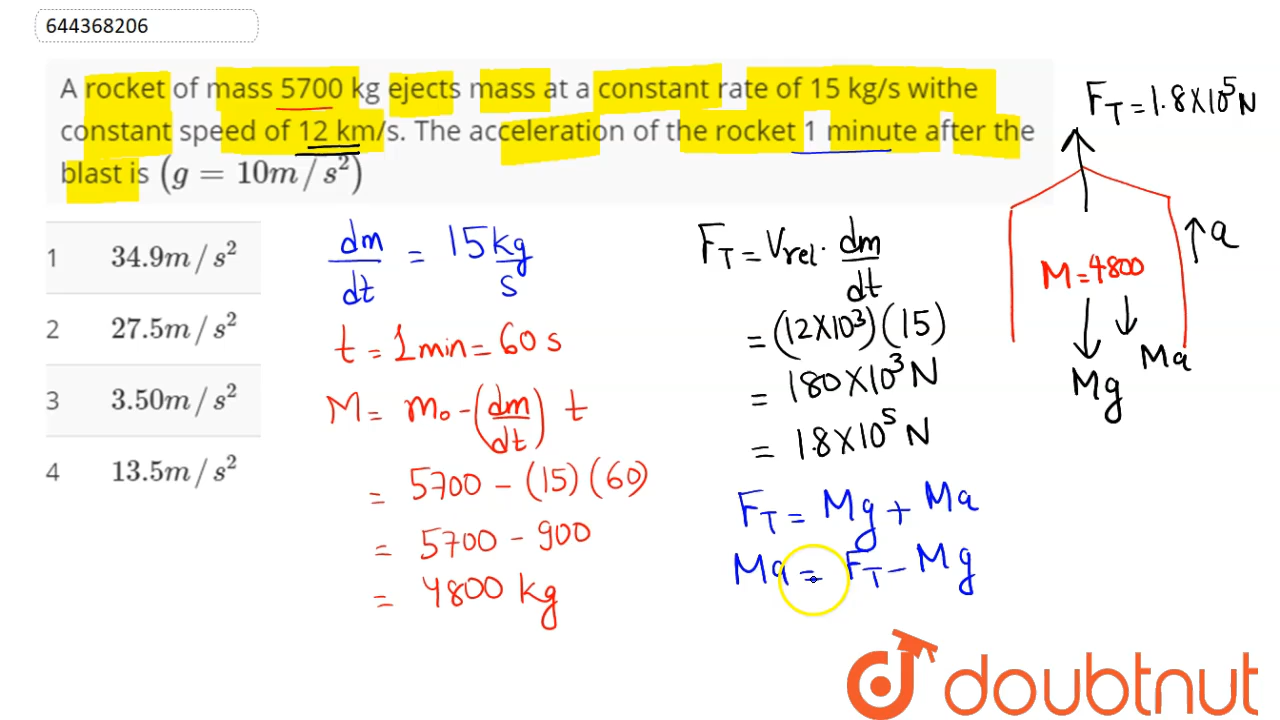 644368206
A rocket of mass 5700 kg ejects mass at a constant rate of 15 kg/s withe
constant speed of 12 km/s. The acceleration of the rocket 1 minute after the
blast is (g = 10m/s²)
1 34.9m/s²
2 27.5m/s²
3 3.50m/s²
4 13.5m/s²
dm/dt = 15 kg/s
t = 1 min = 60 s
M = m₀ - (dm/dt) t
= 5700 - (15) (60)
= 5700 - 900
= 4800 kg
F_T = V_rel · dm/dt
= (12×10³) (15)
= 180×10³ N
= 1.8×10⁵ N
F_T = Mg + Ma
Ma = F_T - Mg
F_T = 1.8×10⁵ N
a
M = 4800
Ma
Mg
doubtnut